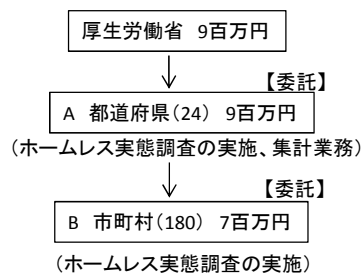 厚生労働省 9百万円
【委託】
A 都道府県(24) 9百万円
(ホームレス実態調査の実施、集計業務)
【委託】
B 市町村(180) 7百万円
(ホームレス実態調査の実施)